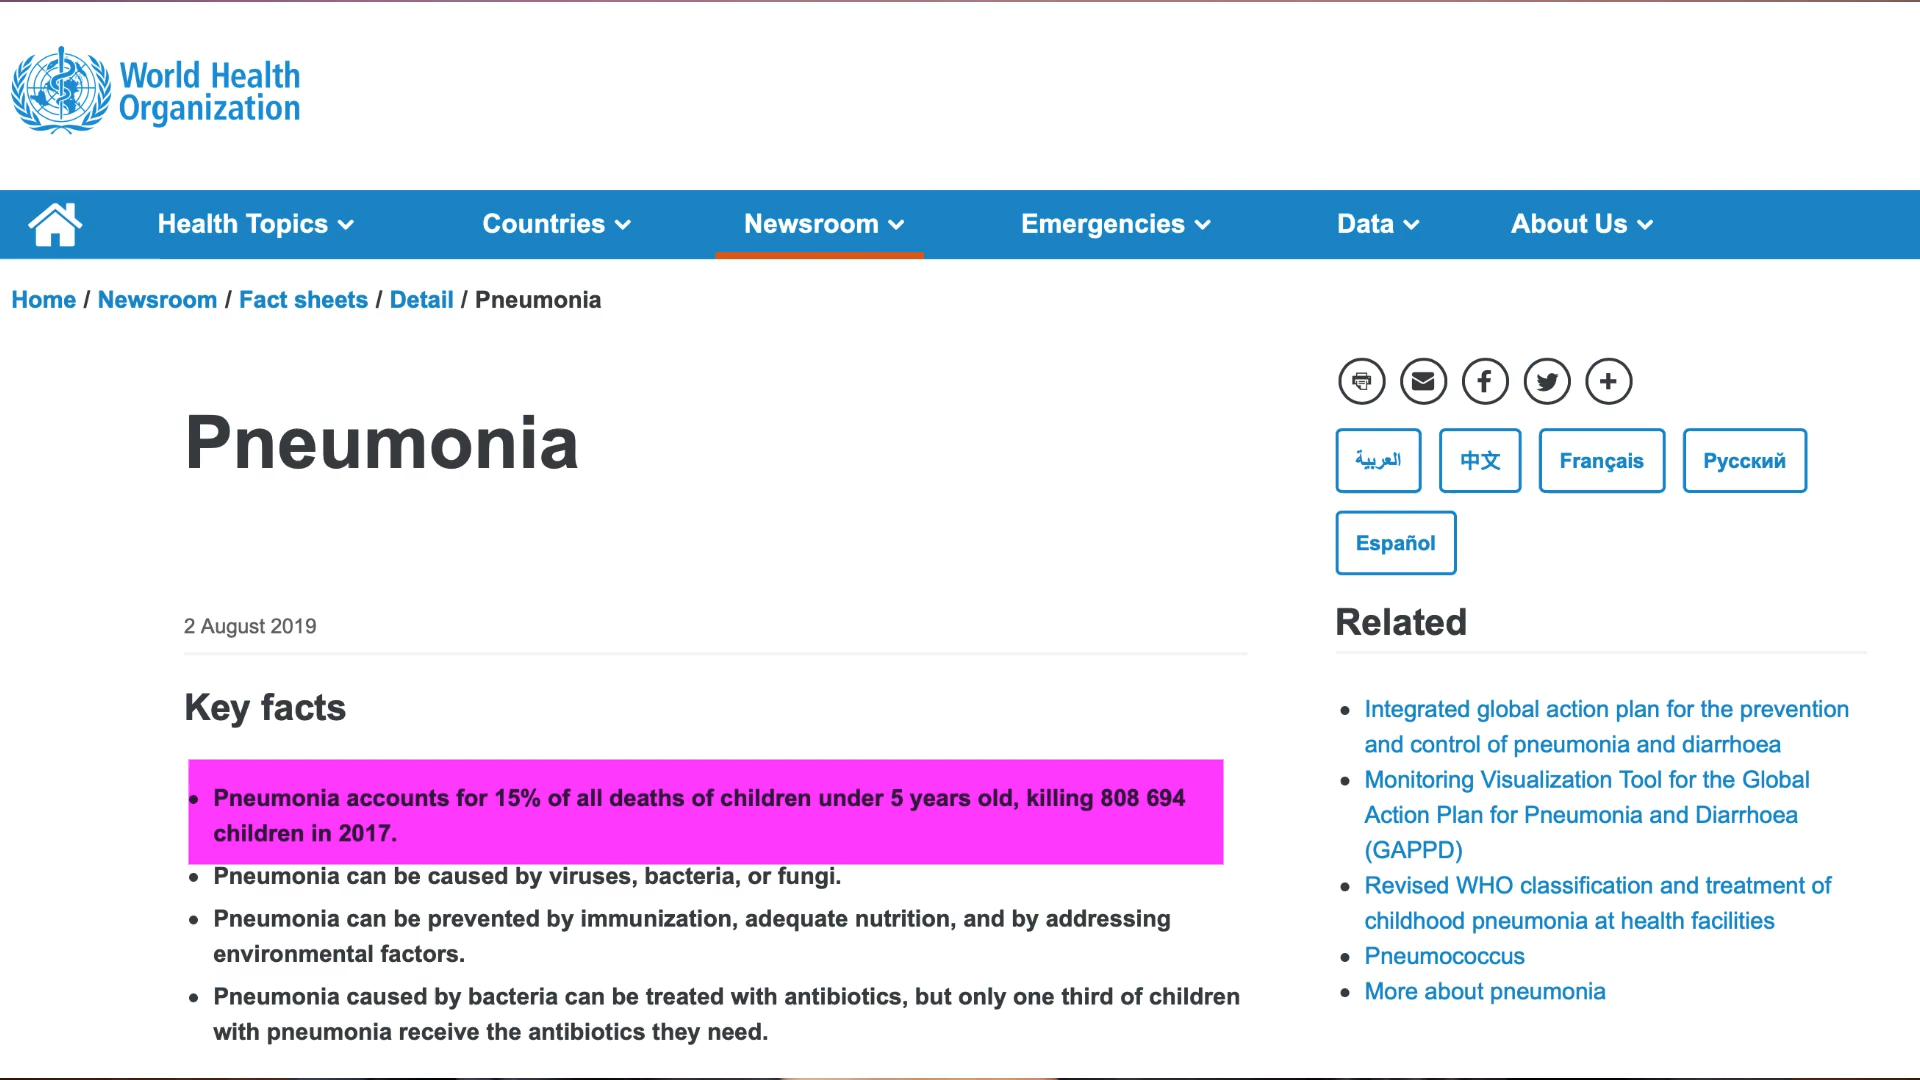 World Health
Organization
Health Topics
Countries
Newsroom
Emergencies
Data
About Us
Home / Newsroom / Fact sheets / Detail / Pneumonia
Pneumonia
2 August 2019
Key facts
• Pneumonia accounts for 15% of all deaths of children under 5 years old, killing 808 694
children in 2017.
• Pneumonia can be caused by viruses, bacteria, or fungi.
• Pneumonia can be prevented by immunization, adequate nutrition, and by addressing
environmental factors.
• Pneumonia caused by bacteria can be treated with antibiotics, but only one third of children
with pneumonia receive the antibiotics they need.
العربية
中文
Français
Русский
Español
Related
• Integrated global action plan for the prevention
and control of pneumonia and diarrhoea
• Monitoring Visualization Tool for the Global
Action Plan for Pneumonia and Diarrhoea
(GAPPD)
• Revised WHO classification and treatment of
childhood pneumonia at health facilities
• Pneumococcus
• More about pneumonia